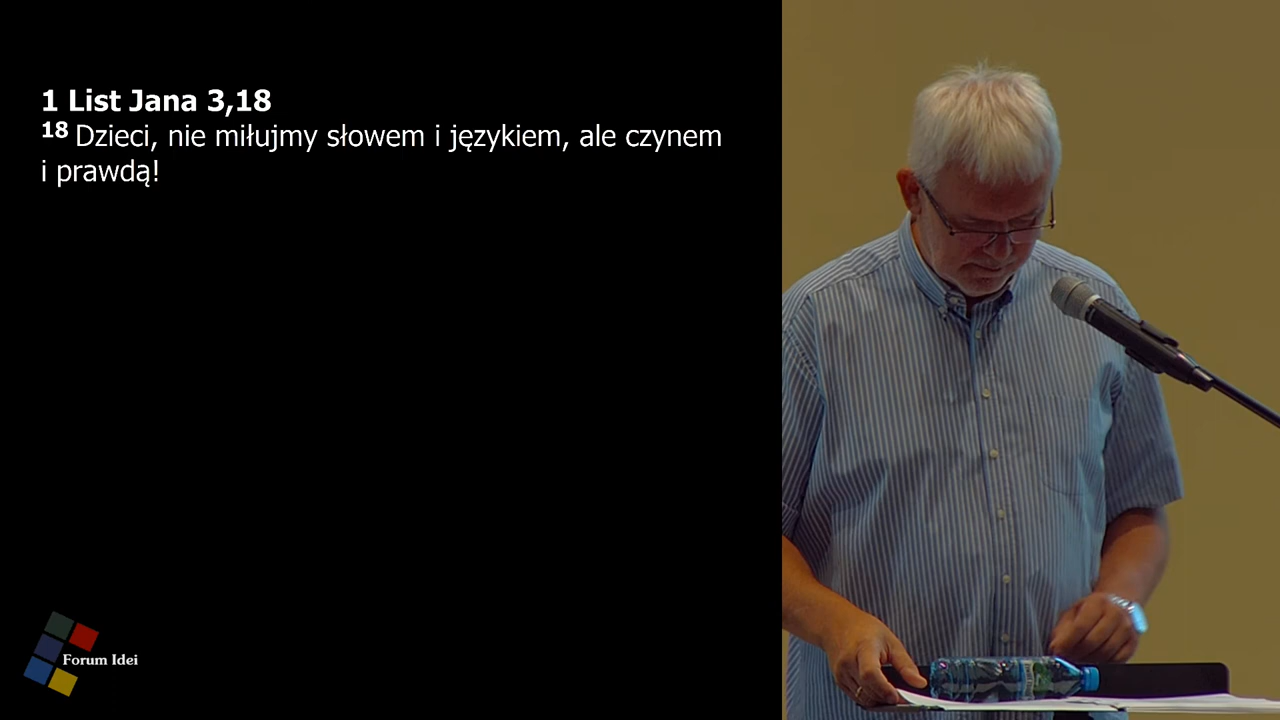 1 List Jana 3,18
18 Dzieci, nie miłujmy słowem i językiem, ale czynem
i prawdą!
Forum Idei